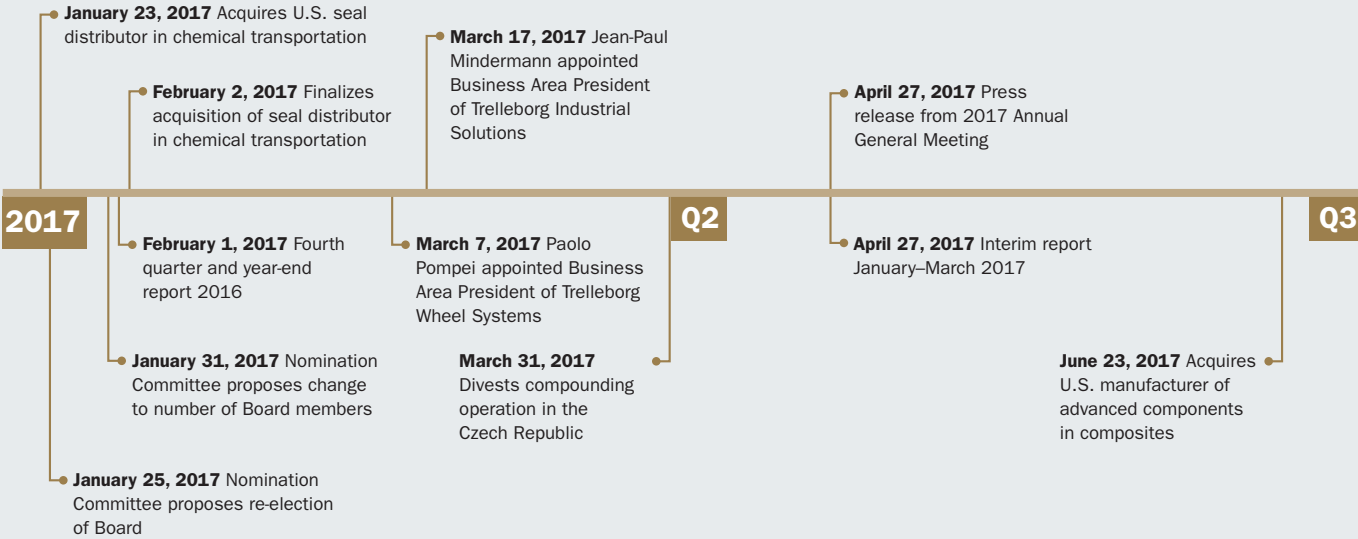 January 23, 2017 Acquires U.S. seal
distributor in chemical transportation
March 17, 2017 Jean-Paul
Mindermann appointed
Business Area President
of Trelleborg Industrial
Solutions
February 2, 2017 Finalizes
acquisition of seal distributor
in chemical transportation
April 27, 2017 Press
release from 2017 Annual
General Meeting
2017
Q2
Q3
February 1, 2017 Fourth
quarter and year-end
report 2016
March 7, 2017 Paolo
Pompei appointed Business
Area President of Trelleborg
Wheel Systems
April 27, 2017 Interim report
January–March 2017
January 31, 2017 Nomination
Committee proposes change
to number of Board members
March 31, 2017
Divests compounding
operation in the
Czech Republic
June 23, 2017 Acquires
U.S. manufacturer of
advanced components
in composites
January 25, 2017 Nomination
Committee proposes re-election
of Board